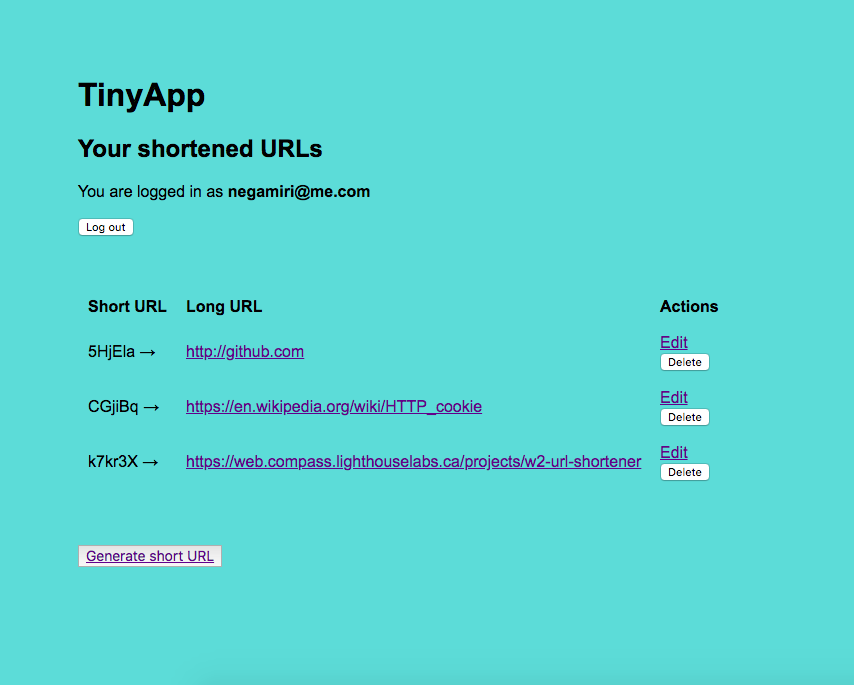 TinyApp
Your shortened URLs
You are logged in as negamiri@me.com
Log out
Short URL Long URL Actions
5HjEla → http://github.com Edit
Delete
CGjiBq → https://en.wikipedia.org/wiki/HTTP_cookie Edit
Delete
k7kr3X → https://web.compass.lighthouselabs.ca/projects/w2-url-shortener Edit
Delete
Generate short URL